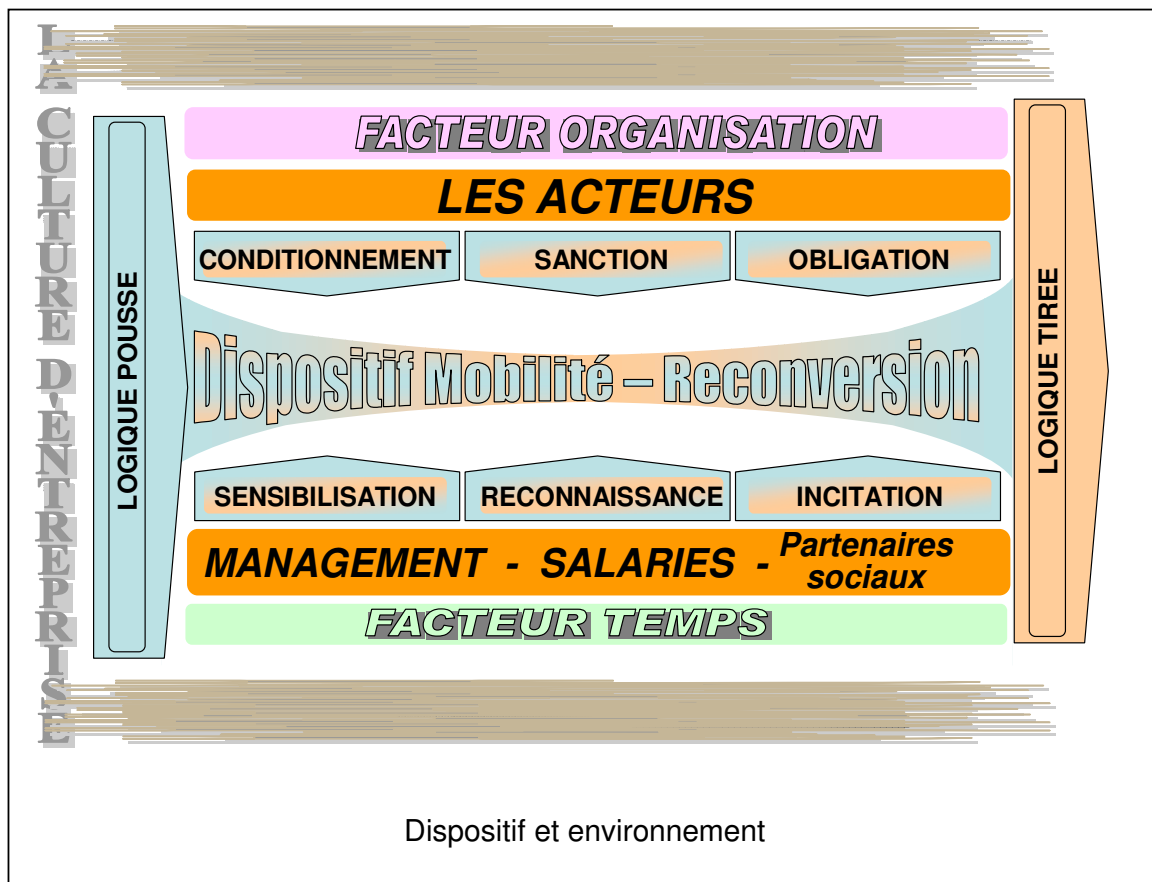 LA CULTURE D'ENTREPRISE
FACTEUR ORGANISATION
LES ACTEURS
CONDITIONNEMENT
SANCTION
OBLIGATION
LOGIQUE POUSSE
Dispositif Mobilité – Reconversion
LOGIQUE TIREE
SENSIBILISATION
RECONNAISSANCE
INCITATION
MANAGEMENT - SALARIES - Partenaires
sociaux
FACTEUR TEMPS
Dispositif et environnement